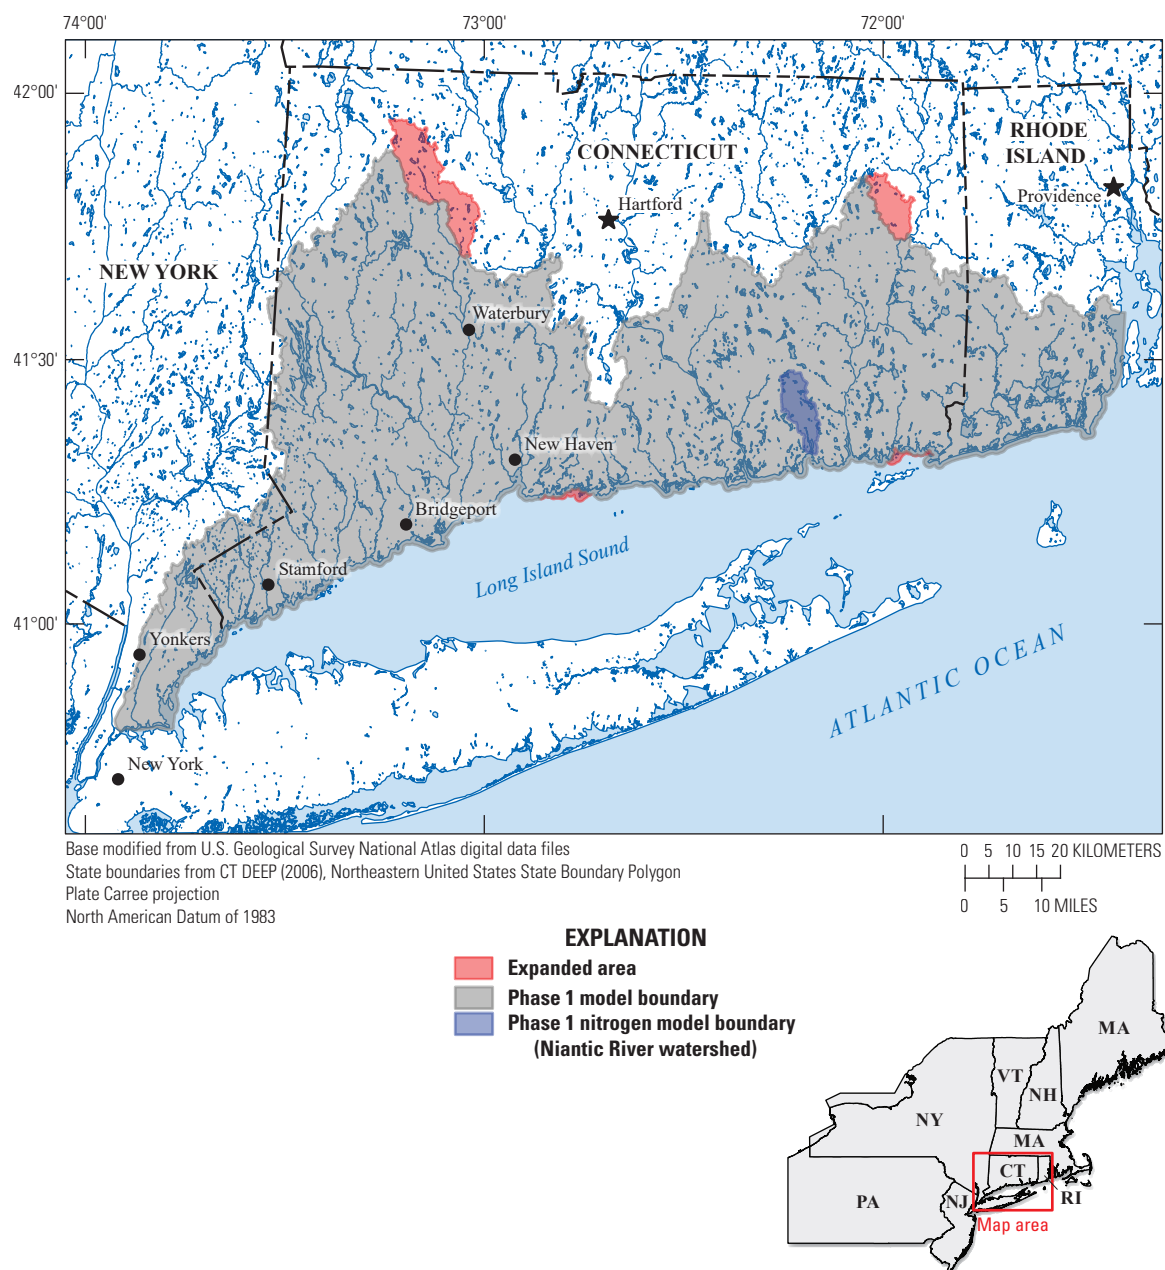 74°00'
73°00'
72°00'
42°00'
41°30'
41°00'
RHODE
ISLAND
CONNECTICUT
Providence
Hartford
NEW YORK
Waterbury
New Haven
Bridgeport
Long Island Sound
Stamford
Yonkers
ATLANTIC OCEAN
New York
Base modified from U.S. Geological Survey National Atlas digital data files
State boundaries from CT DEEP (2006), Northeastern United States State Boundary Polygon
Plate Carree projection
North American Datum of 1983
0 5 10 15 20 KILOMETERS
0 5 10 MILES
EXPLANATION
Expanded area
Phase 1 model boundary
Phase 1 nitrogen model boundary
(Niantic River watershed)
MA
VT
NH
NY
MA
CT
RI
PA
NJ
Map area